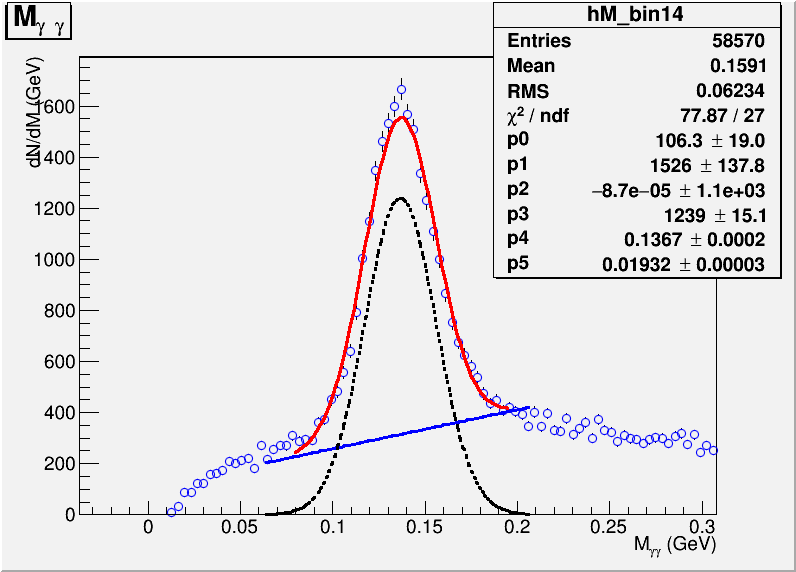 M γ γ
hM_bin14
Entries 58570
Mean 0.1591
RMS 0.06234
χ² / ndf 77.87 / 27
p0 106.3 ± 19.0
p1 1526 ± 137.8
p2 −8.7e−05 ± 1.1e+03
p3 1239 ± 15.1
p4 0.1367 ± 0.0002
p5 0.01932 ± 0.00003
dN/dM (GeV)
1600
1400
1200
1000
800
600
400
200
0
0 0.05 0.1 0.15 0.2 0.25 0.3
Mγγ (GeV)